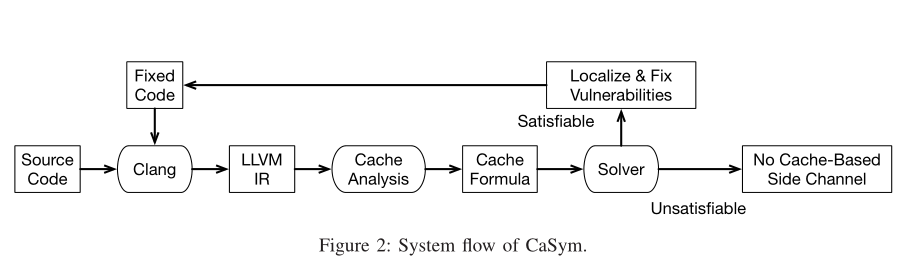 Fixed
Code
Localize & Fix
Vulnerabilities
Satisfiable
Source
Code
Clang
LLVM
IR
Cache
Analysis
Cache
Formula
Solver
No Cache-Based
Side Channel
Unsatisfiable
Figure 2: System flow of CaSym.